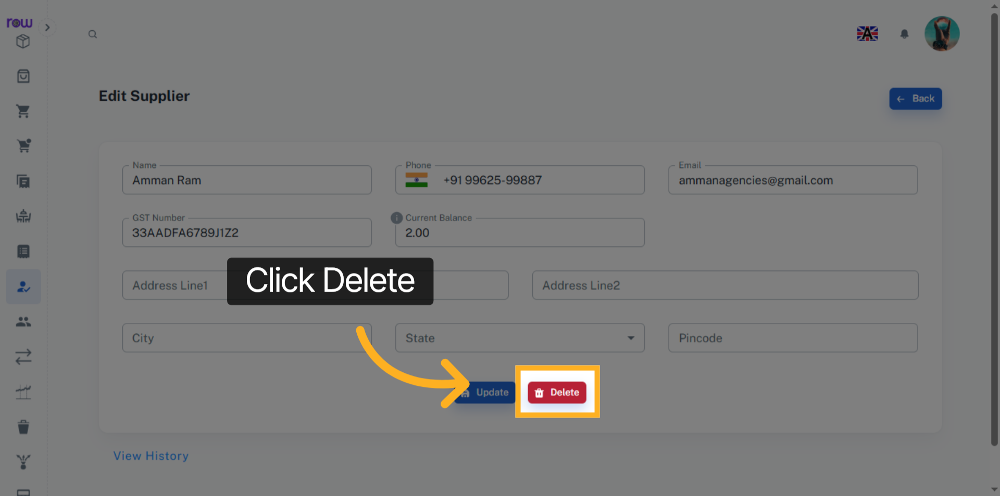 row
A
Edit Supplier
Back
Name
Amman Ram
Phone
+91 99625-99887
Email
ammanagencies@gmail.com
GST Number
33AADFA6789J1Z2
Current Balance
2.00
Address Line1
Click Delete
Address Line2
City
State
Pincode
Update
Delete
View History